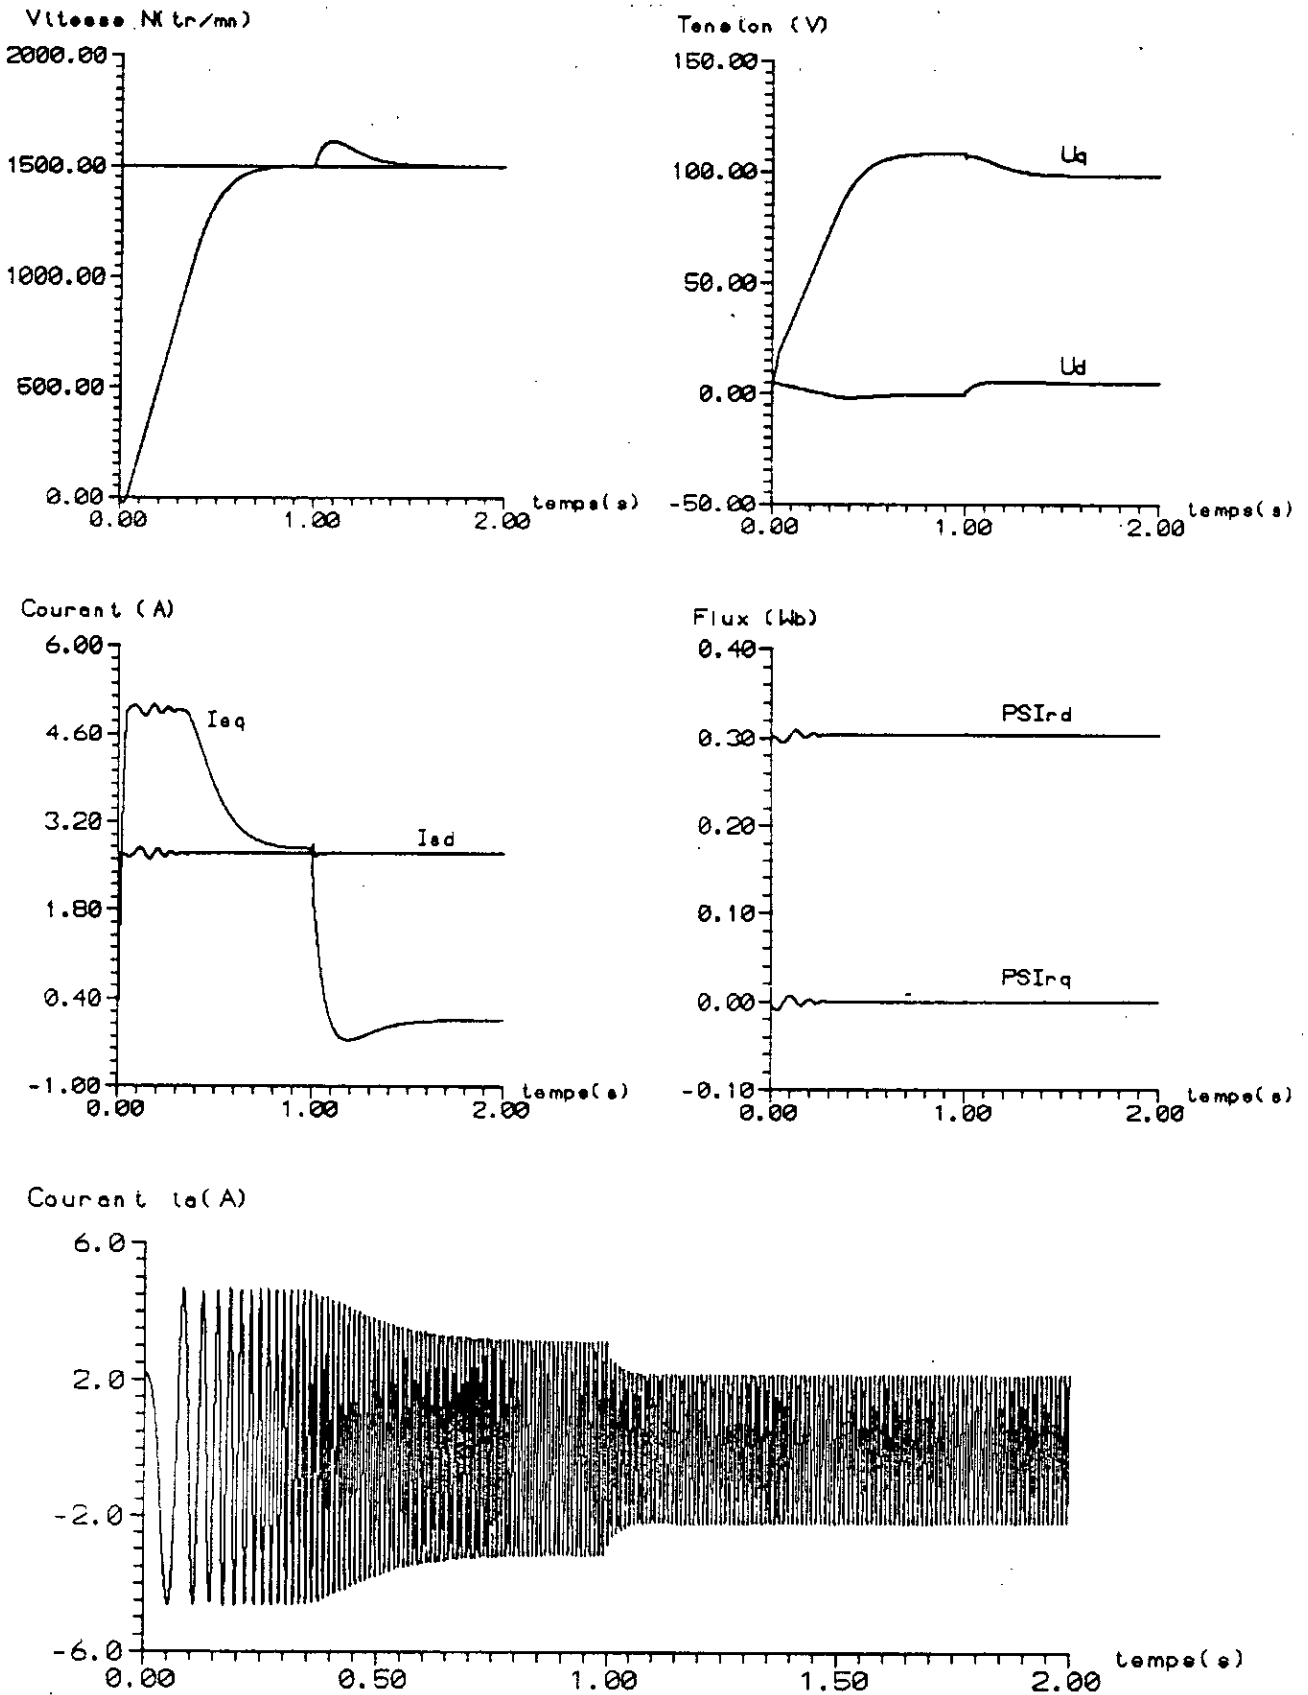 Vitesse N(tr/mn)
2000.00
1500.00
1000.00
500.00
0.00
0.00 1.00 2.00
temps(s)
Tension (V)
150.00
100.00
50.00
0.00
-50.00
Uq
Ud
0.00 1.00 2.00
temps(s)
Courant (A)
6.00
4.60
3.20
1.80
0.40
-1.00
Isq
Isd
0.00 1.00 2.00
temps(s)
Flux (Wb)
0.40
0.30
0.20
0.10
0.00
-0.10
PSIrd
PSIrq
0.00 1.00 2.00
temps(s)
Courant ia(A)
6.0
2.0
-2.0
-6.0
0.00 0.50 1.00 1.50 2.00
temps(s)